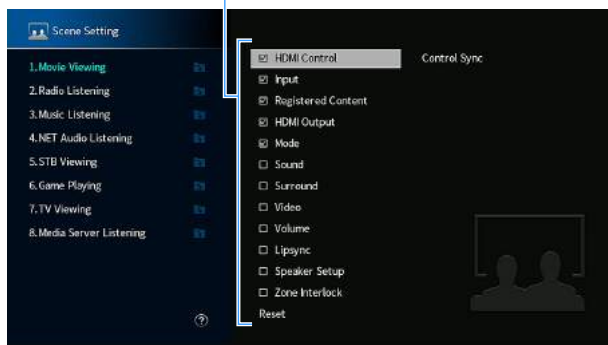 Scene Setting
1.Movie Viewing
2.Radio Listening
3.Music Listening
4.NET Audio Listening
5.STB Viewing
6.Game Playing
7.TV Viewing
8.Media Server Listening
?
HDMI Control
Control Sync
Input
Registered Content
HDMI Output
Mode
Sound
Surround
Video
Volume
Lipsync
Speaker Setup
Zone Interlock
Reset